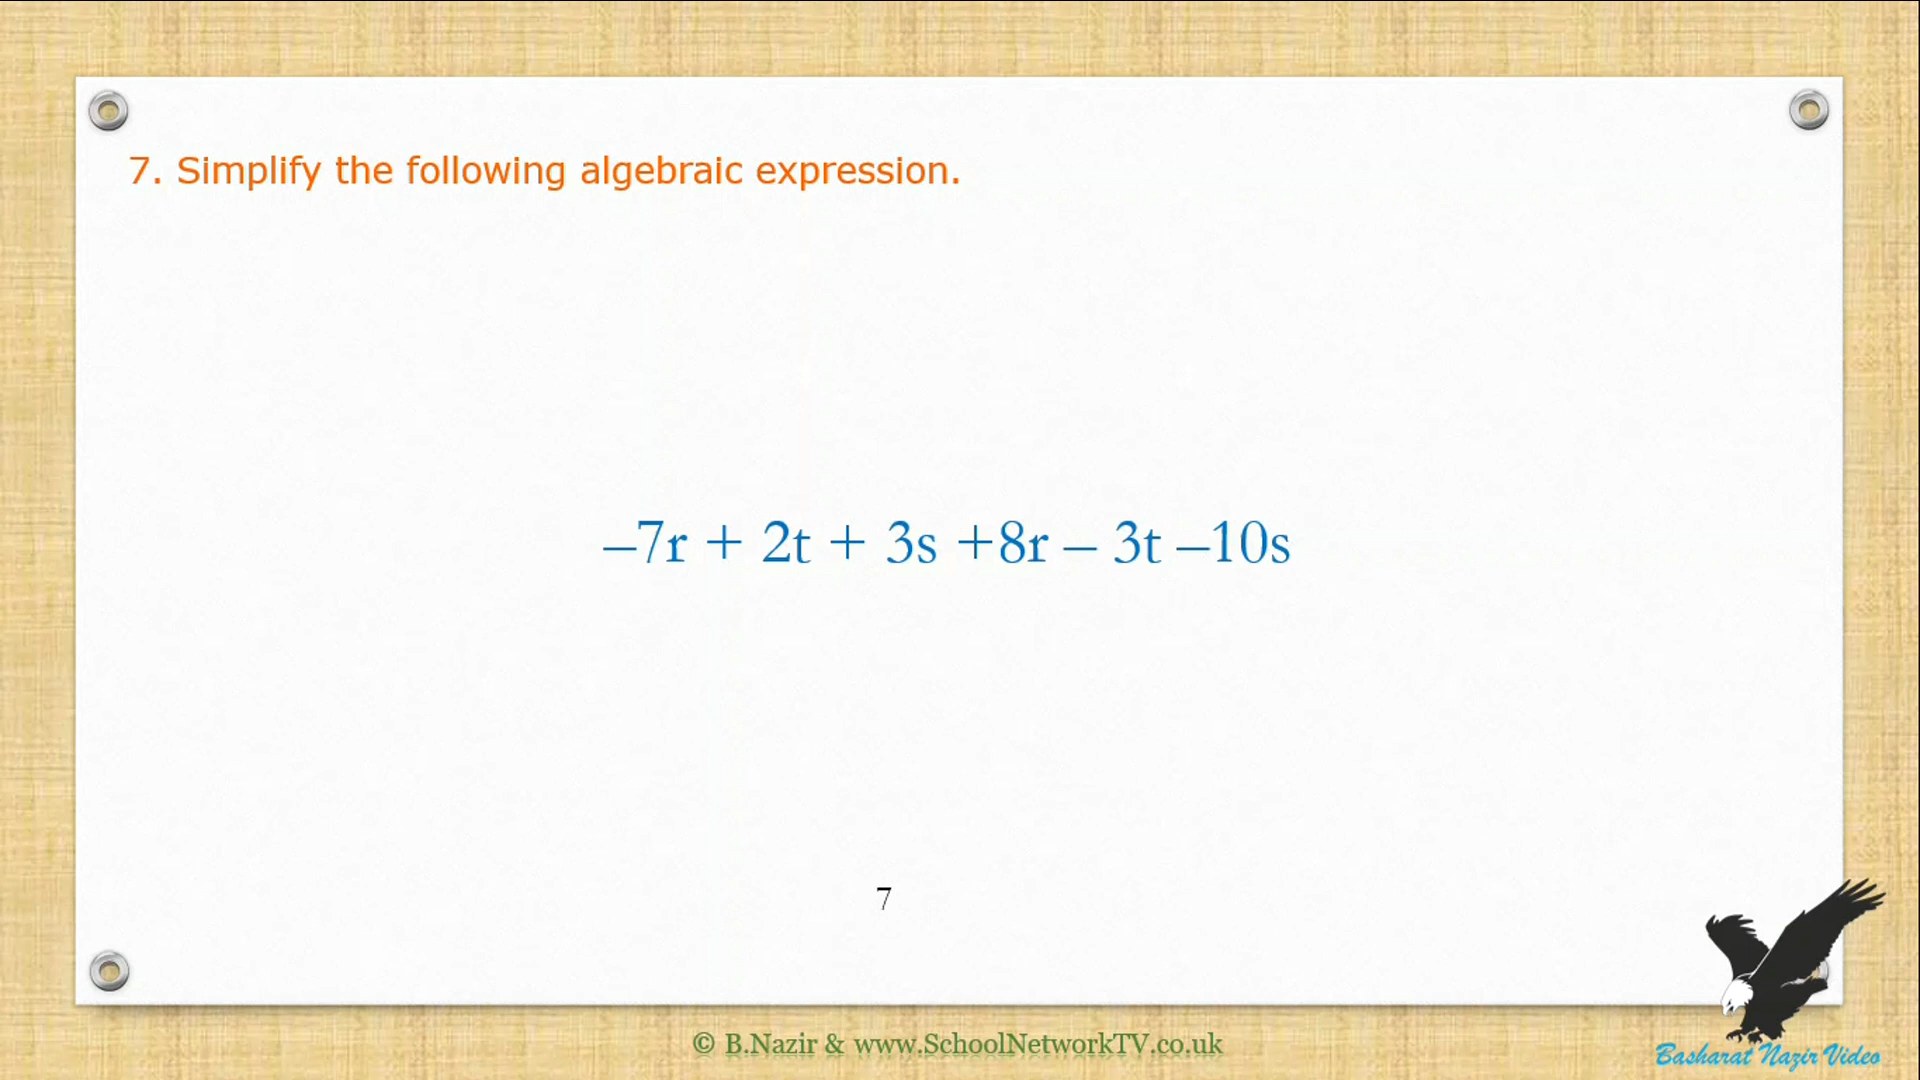 7. Simplify the following algebraic expression.
–7r + 2t + 3s +8r – 3t –10s
7
© B.Nazir & www.SchoolNetworkTV.co.uk
Basharat Nazir Video